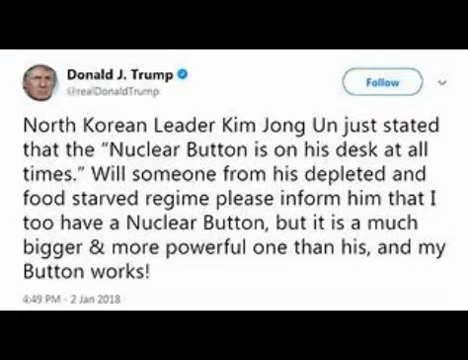 Donald J. Trump
@realDonaldTrump
Follow
North Korean Leader Kim Jong Un just stated
that the “Nuclear Button is on his desk at all
times.” Will someone from his depleted and
food starved regime please inform him that I
too have a Nuclear Button, but it is a much
bigger & more powerful one than his, and my
Button works!
4:49 PM - 2 Jan 2018